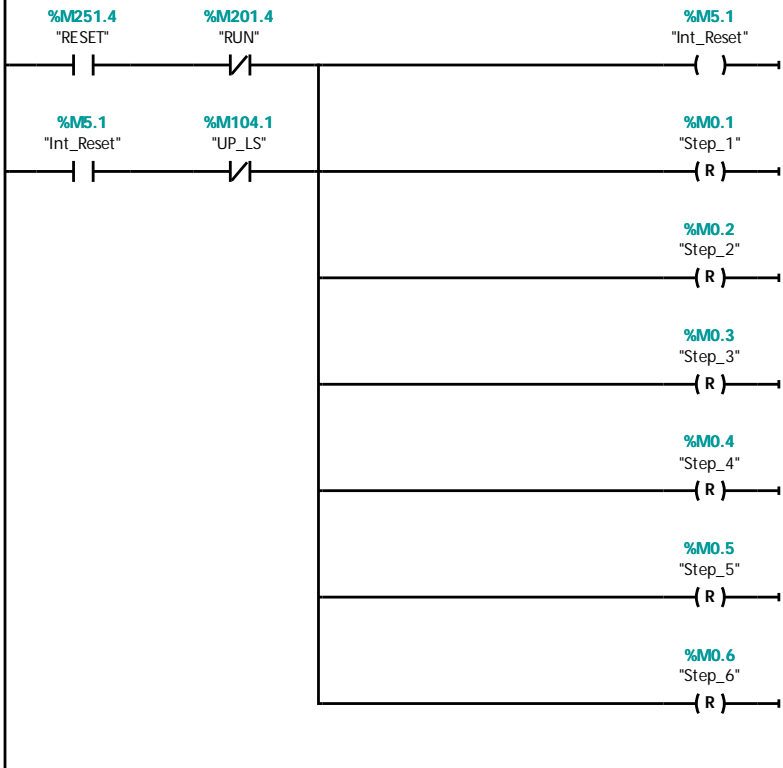 %M251.4 %M201.4 %M5.1
"RESET" "RUN" "Int_Reset"
%M5.1 %M104.1 %M0.1
"Int_Reset" "UP_LS" "Step_1"
R
%M0.2
"Step_2"
R
%M0.3
"Step_3"
R
%M0.4
"Step_4"
R
%M0.5
"Step_5"
R
%M0.6
"Step_6"
R